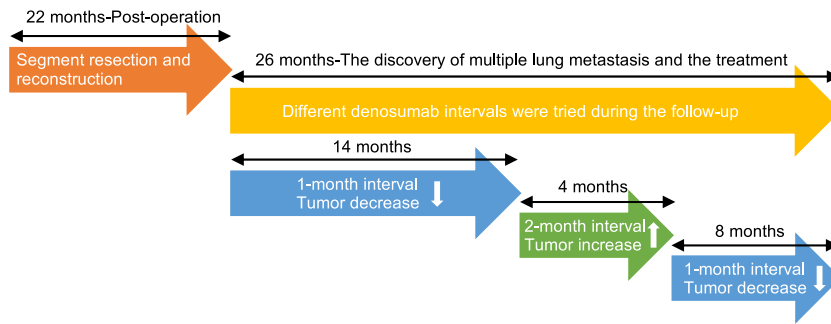 22 months-Post-operation
Segment resection and
reconstruction
26 months-The discovery of multiple lung metastasis and the treatment
Different denosumab intervals were tried during the follow-up
14 months
1-month interval
Tumor decrease
4 months
2-month interval
Tumor increase
8 months
1-month interval
Tumor decrease